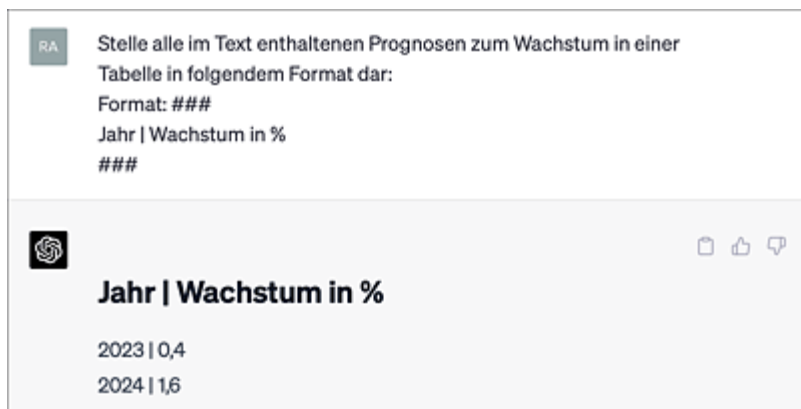 RA
Stelle alle im Text enthaltenen Prognosen zum Wachstum in einer
Tabelle in folgendem Format dar:
Format: ###
Jahr | Wachstum in %
###
Jahr | Wachstum in %
2023 | 0,4
2024 | 1,6